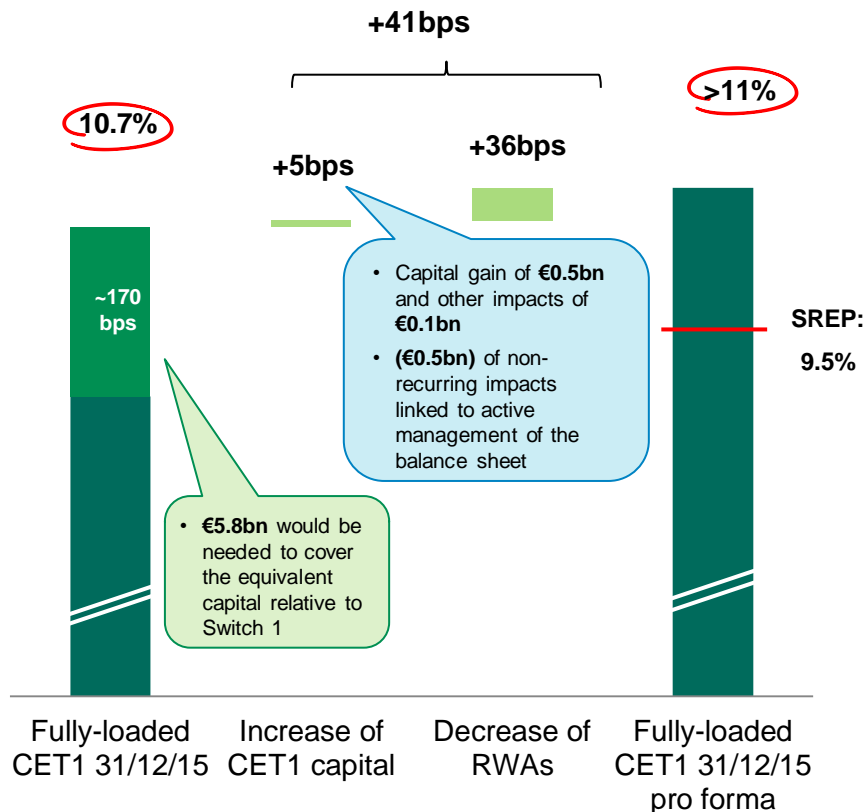 +41bps
10.7%
>11%
+5bps
+36bps
~170
bps
• Capital gain of €0.5bn
and other impacts of
€0.1bn
• (€0.5bn) of non-
recurring impacts
linked to active
management of the
balance sheet
SREP:
9.5%
• €5.8bn would be
needed to cover
the equivalent
capital relative to
Switch 1
Fully-loaded
CET1 31/12/15
Increase of
CET1 capital
Decrease of
RWAs
Fully-loaded
CET1 31/12/15
pro forma